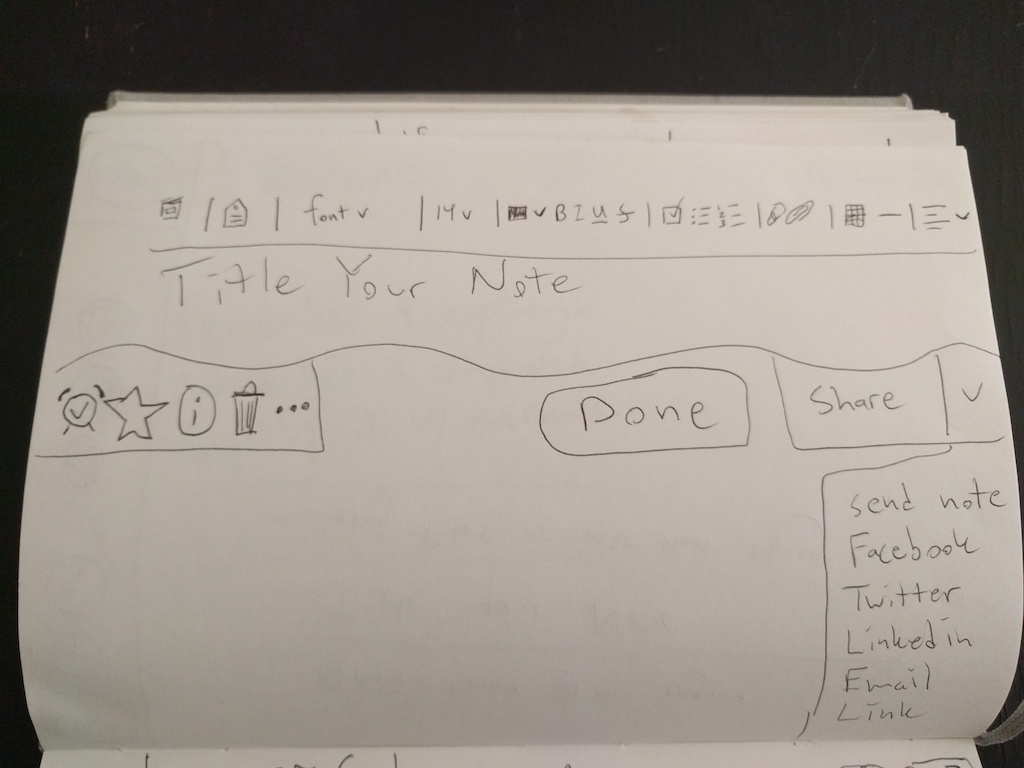 font 14 B I U S
Title Your Note
i ... Done Share
send note
Facebook
Twitter
Linkedin
Email
Link